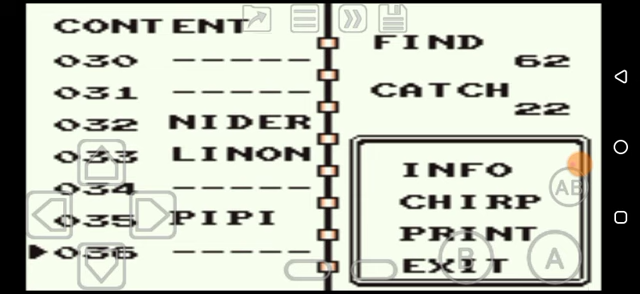 CONTENT
030 -----
031 -----
032 NIDER
033 LINON
034 -----
035 PIPI
036 -----
FIND
62
CATCH
22
INFO
CHIRP
PRINT
EXIT
AB
B
A